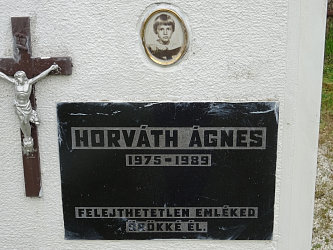 HORVÁTH ÁGNES
1975-1989
FELEJTHETETLEN EMLÉKED
ÖRÖKKÉ ÉL.